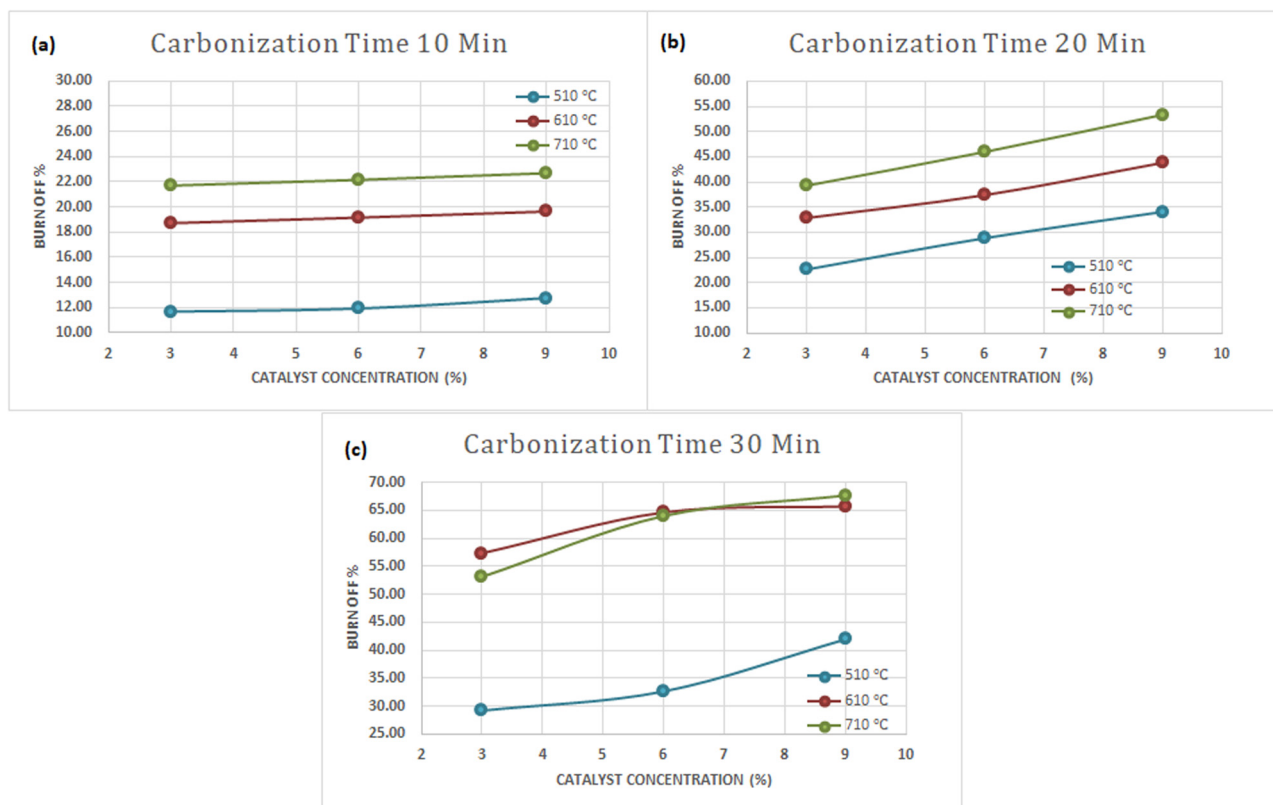 (a)
Carbonization Time 10 Min
30.00
28.00
26.00
24.00
22.00
20.00
18.00
16.00
14.00
12.00
10.00
BURN OFF %
510 °C
610 °C
710 °C
2 3 4 5 6 7 8 9 10
CATALYST CONCENTRATION (%)
(b)
Carbonization Time 20 Min
60.00
55.00
50.00
45.00
40.00
35.00
30.00
25.00
20.00
15.00
10.00
BURN OFF %
510 °C
610 °C
710 °C
2 3 4 5 6 7 8 9 10
CATALYST CONCENTRATION (%)
(c)
Carbonization Time 30 Min
70.00
65.00
60.00
55.00
50.00
45.00
40.00
35.00
30.00
25.00
BURN OFF %
510 °C
610 °C
710 °C
2 3 4 5 6 7 8 9 10
CATALYST CONCENTRATION (%)